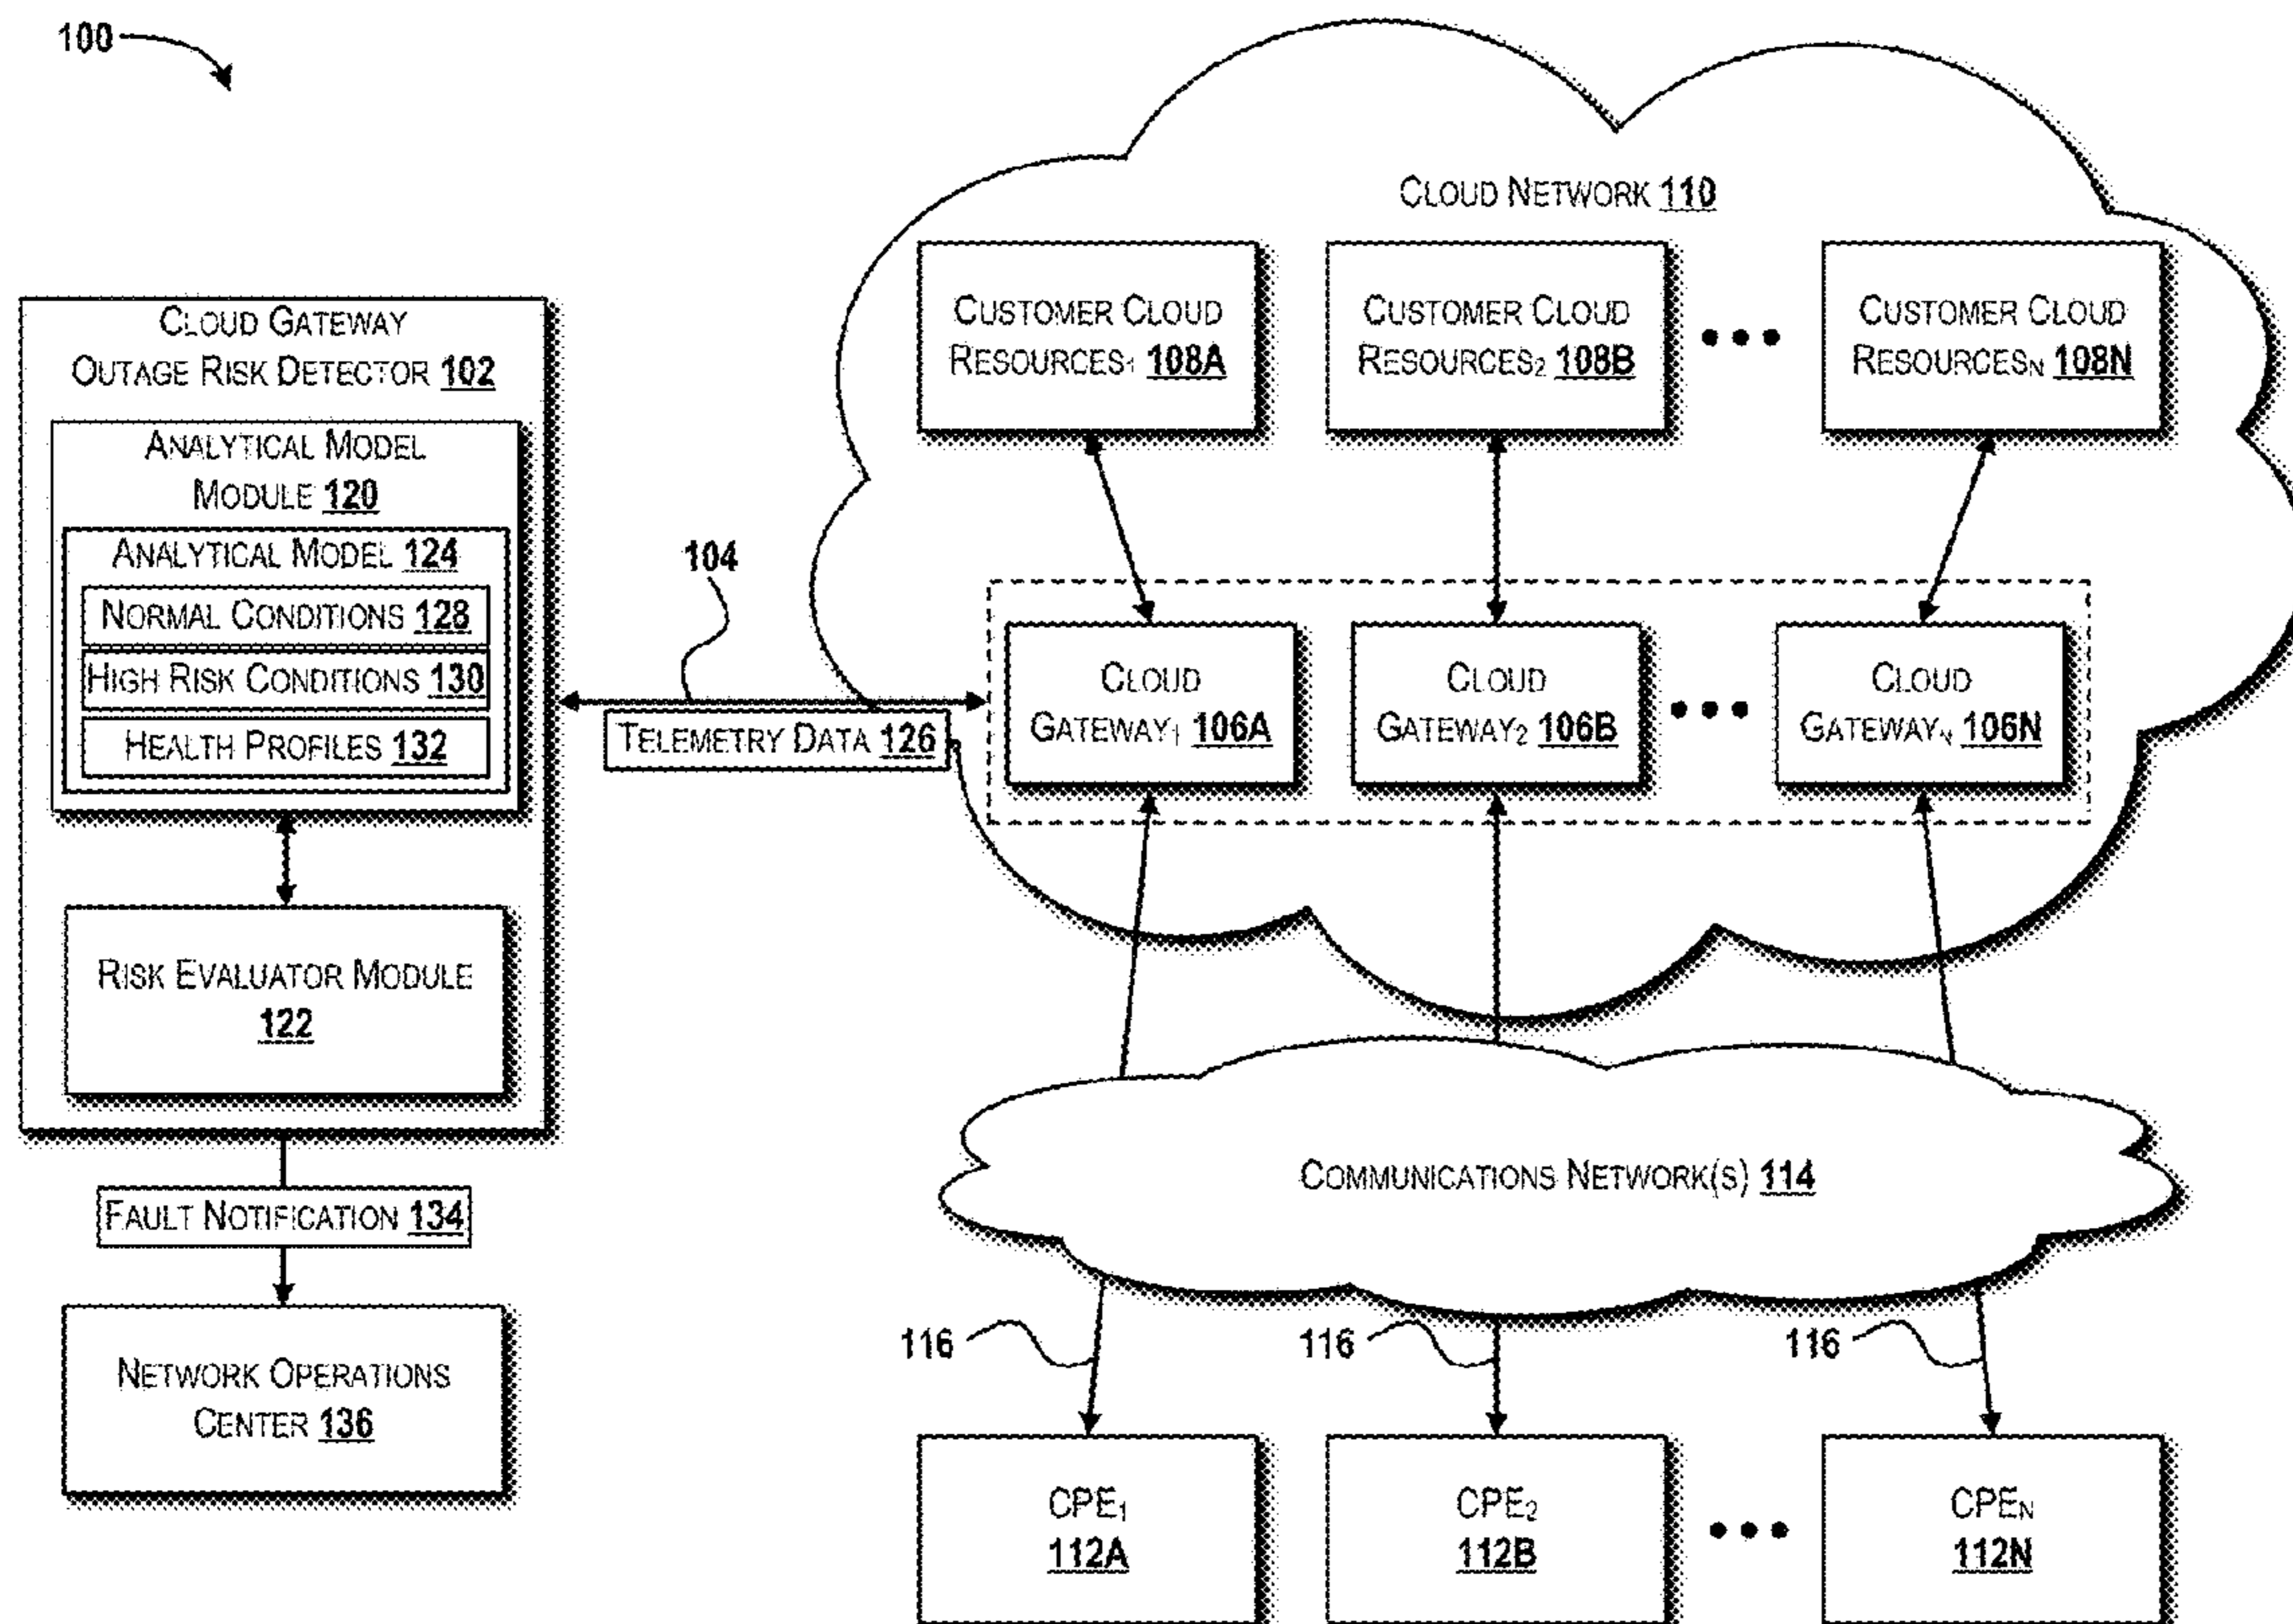 100
CLOUD NETWORK 110
CUSTOMER CLOUD
RESOURCES₁ 108A
CUSTOMER CLOUD
RESOURCES₂ 108B
CUSTOMER CLOUD
RESOURCESN 108N
CLOUD GATEWAY
OUTAGE RISK DETECTOR 102
ANALYTICAL MODEL
MODULE 120
ANALYTICAL MODEL 124
NORMAL CONDITIONS 128
HIGH RISK CONDITIONS 130
HEALTH PROFILES 132
104
TELEMETRY DATA 126
CLOUD
GATEWAY₁ 106A
CLOUD
GATEWAY₂ 106B
CLOUD
GATEWAYN 106N
RISK EVALUATOR MODULE
122
COMMUNICATIONS NETWORK(S) 114
FAULT NOTIFICATION 134
NETWORK OPERATIONS
CENTER 136
116
116
116
CPE₁
112A
CPE₂
112B
CPEN
112N